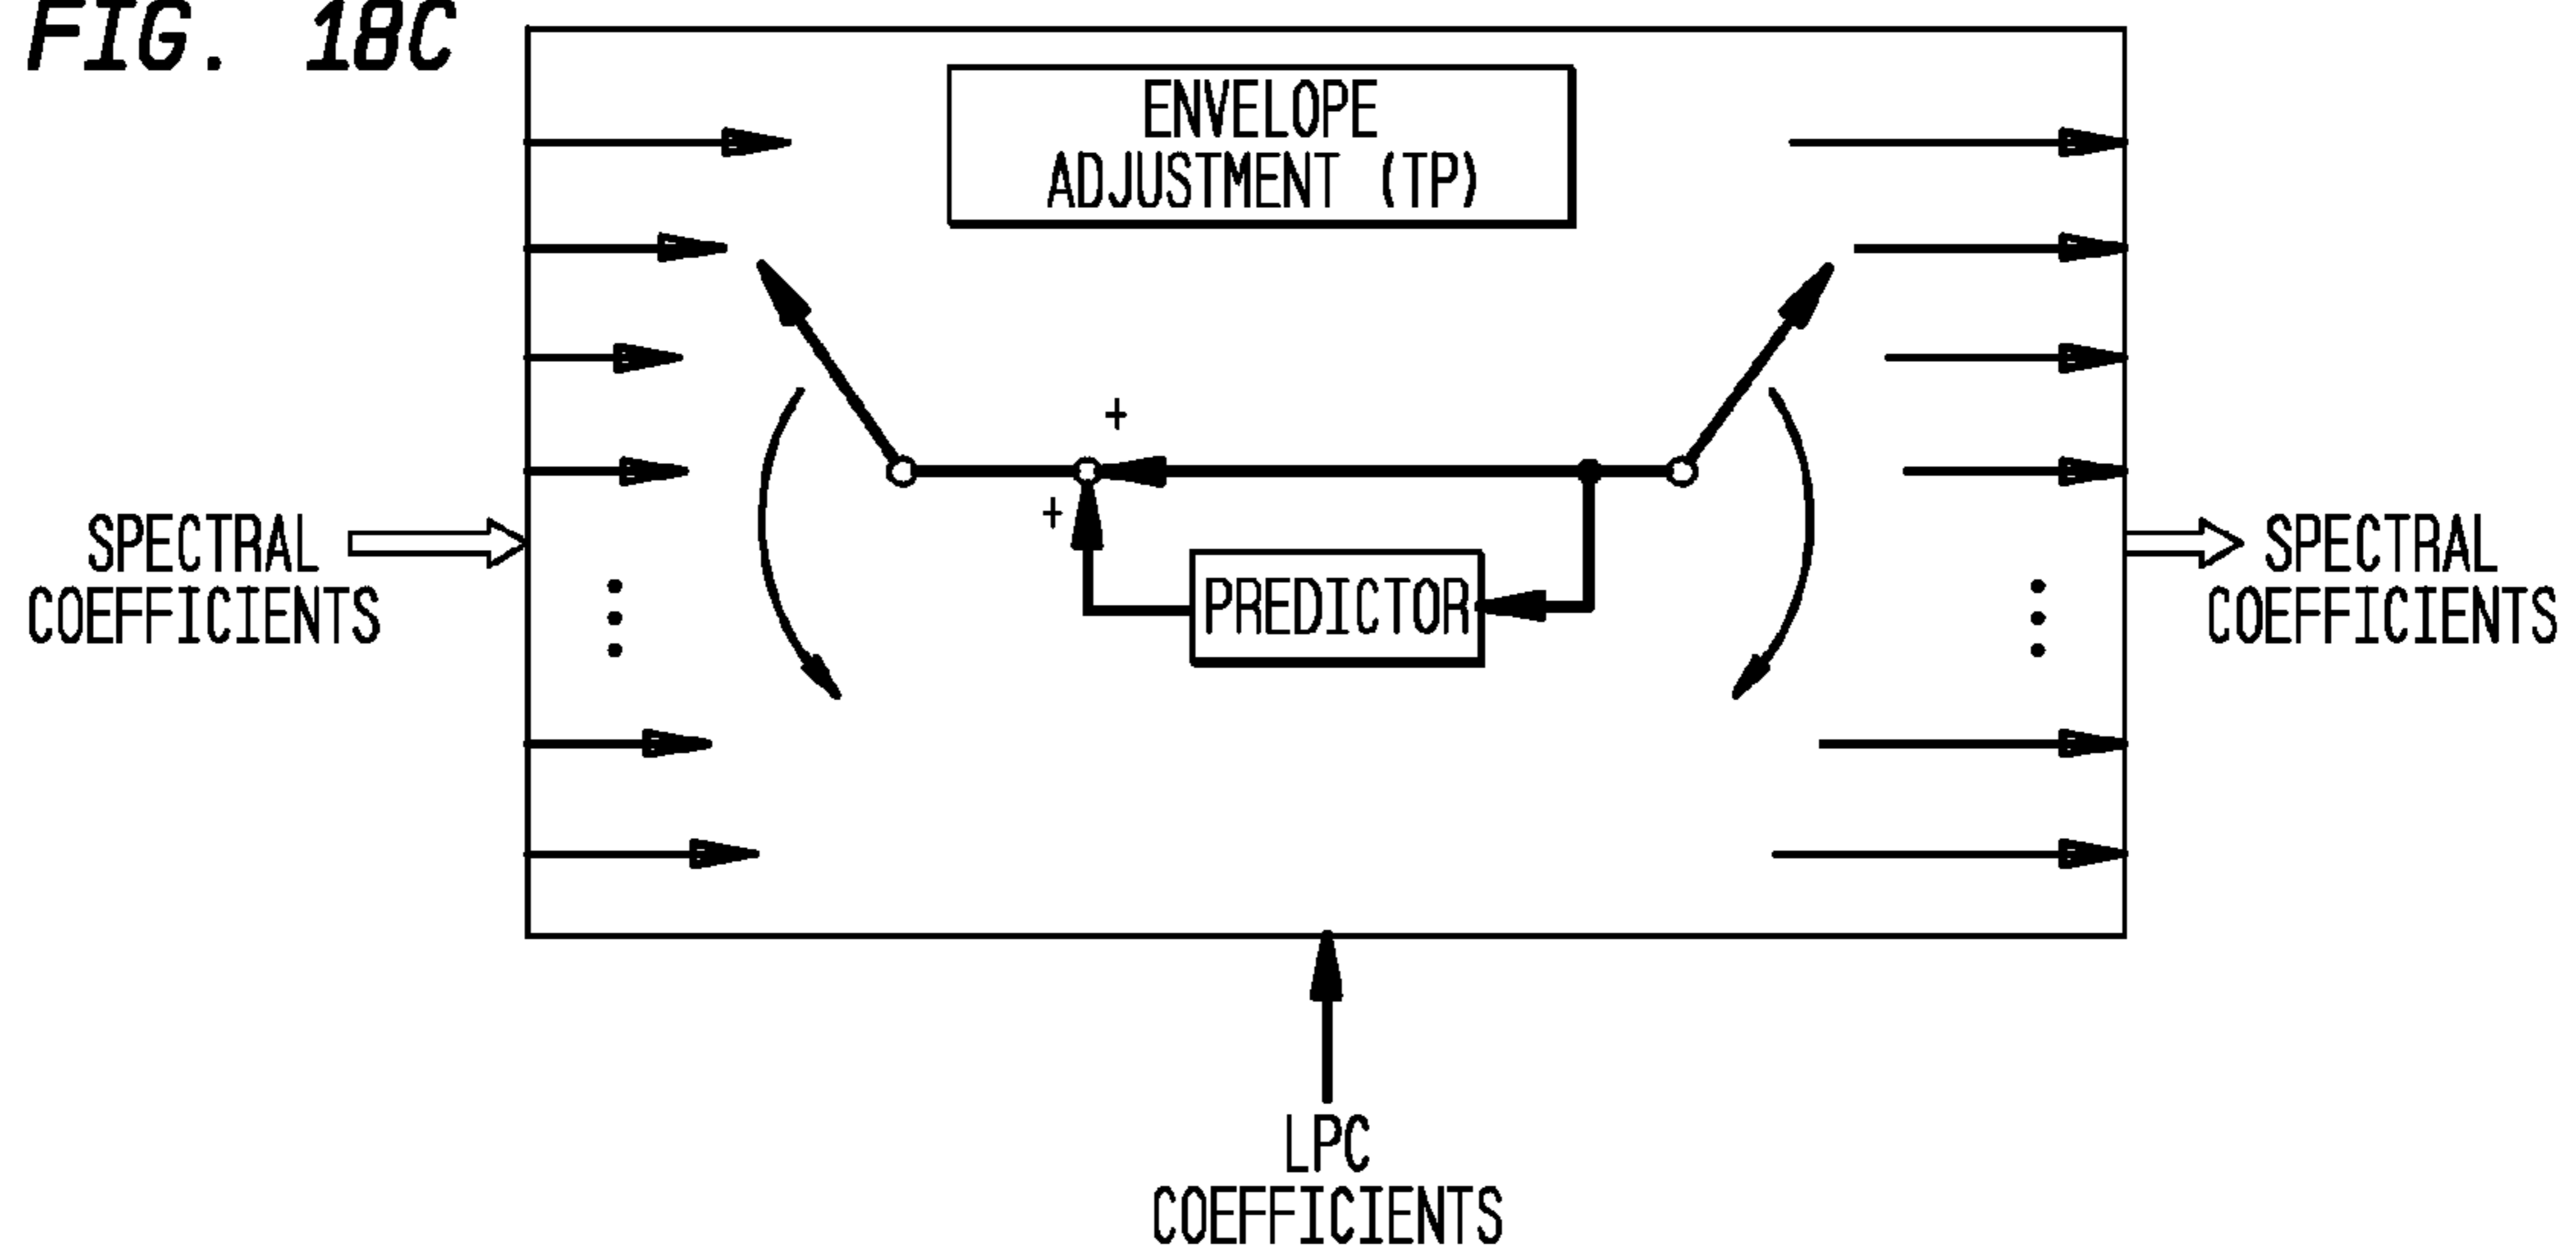 FIG. 18C
ENVELOPE
ADJUSTMENT (TP)
+
+
SPECTRAL
COEFFICIENTS
PREDICTOR
SPECTRAL
COEFFICIENTS
LPC
COEFFICIENTS